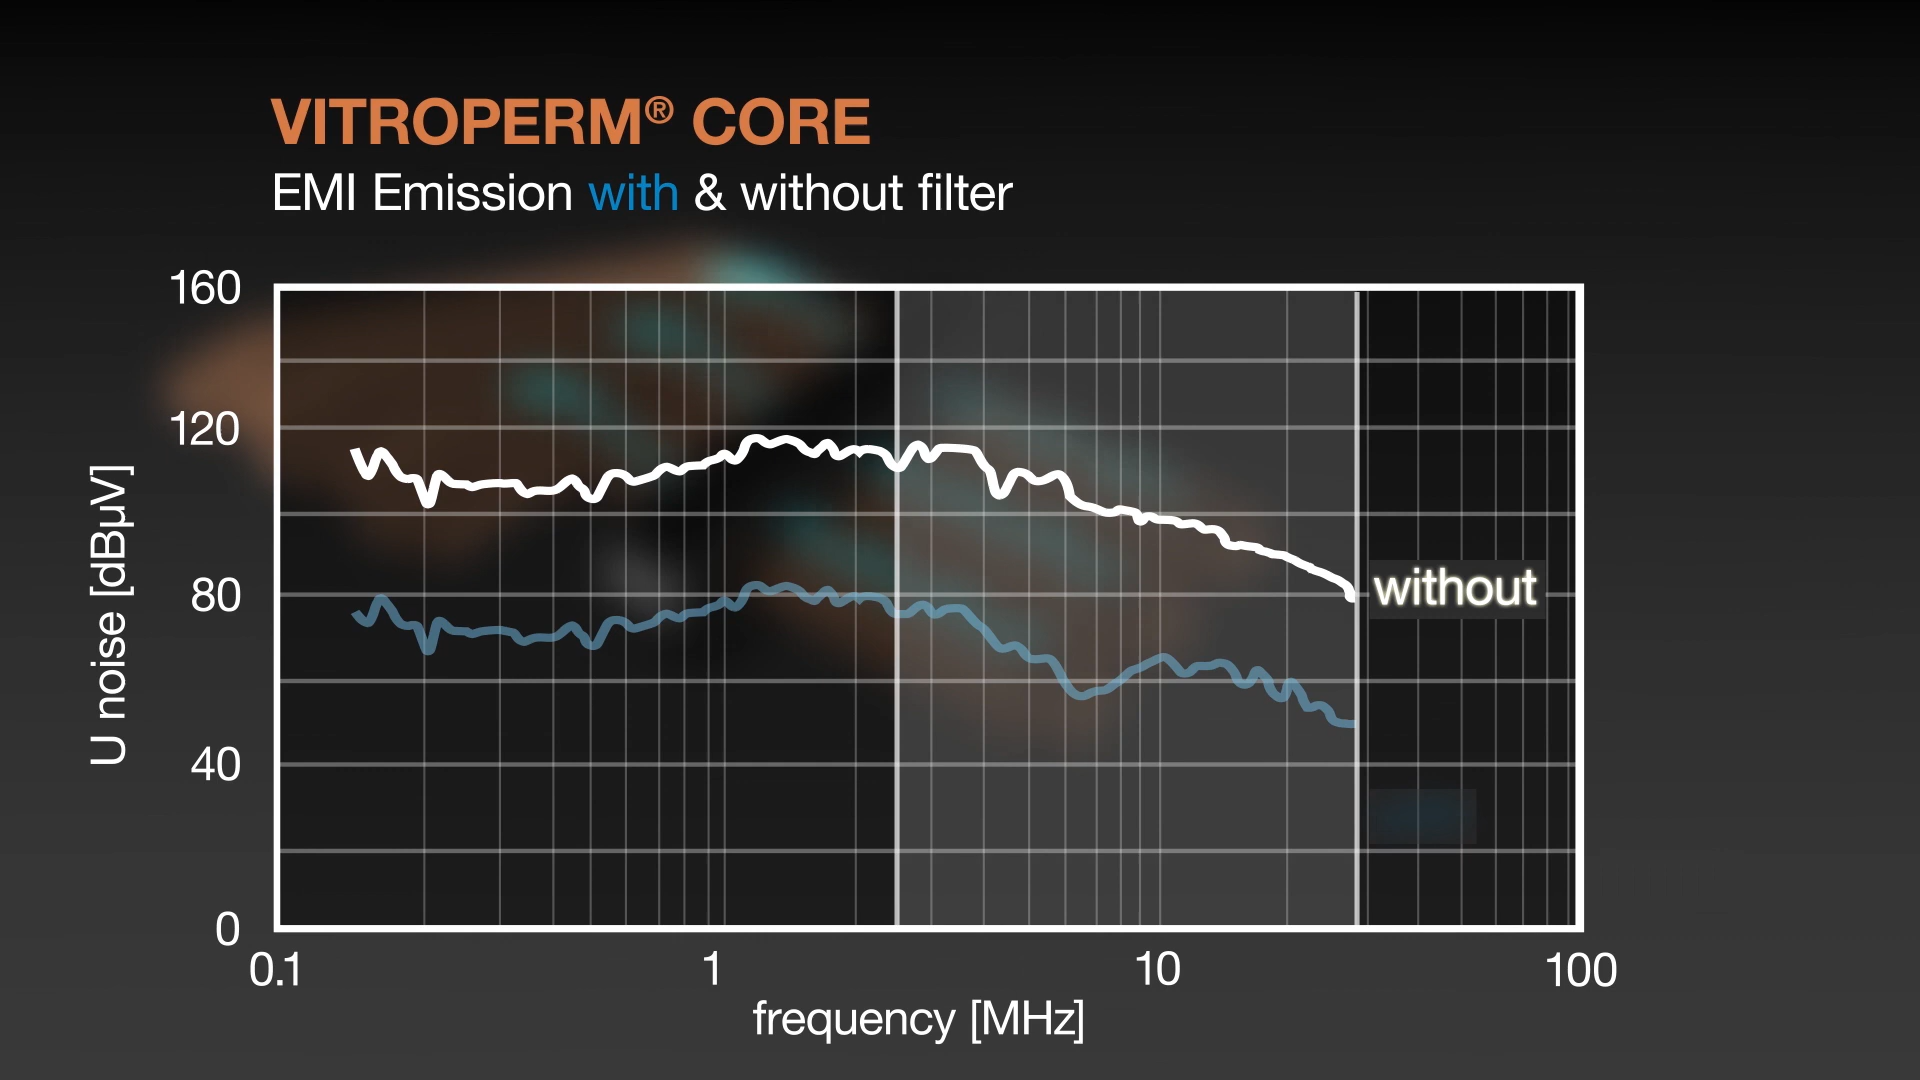 VITROPERM® CORE
EMI Emission with & without filter
160
120
80
40
0
U noise [dBµV]
without
0.1 1 10 100
frequency [MHz]